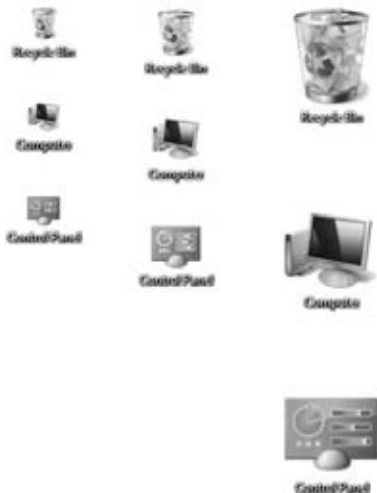 Recycle Bin
Computer
Control Panel
Recycle Bin
Computer
Control Panel
Recycle Bin
Computer
Control Panel